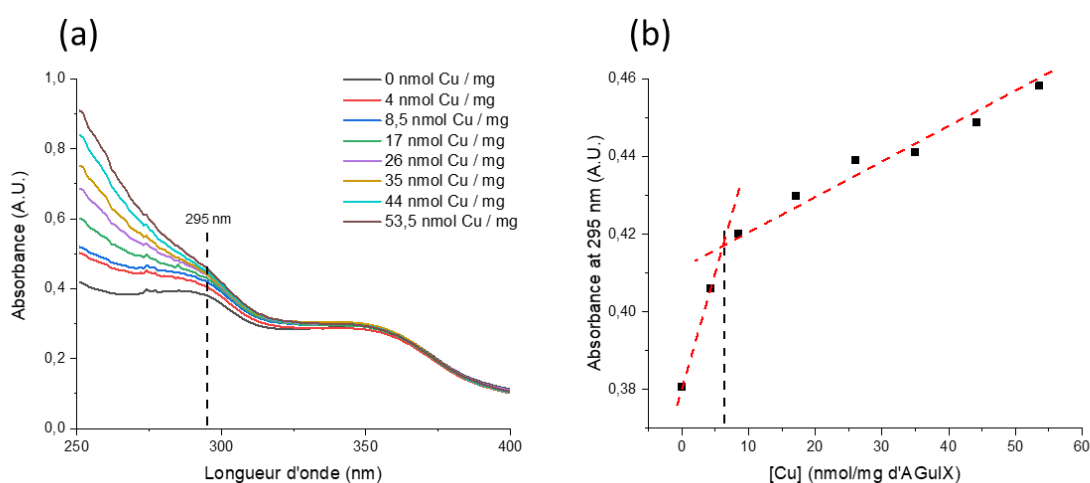 (a)
(b)
1,0
0,8
0,6
0,4
0,2
0,0
Absorbance (A.U.)
250
300
350
400
Longueur d'onde (nm)
295 nm
0 nmol Cu / mg
4 nmol Cu / mg
8,5 nmol Cu / mg
17 nmol Cu / mg
26 nmol Cu / mg
35 nmol Cu / mg
44 nmol Cu / mg
53,5 nmol Cu / mg
0,46
0,44
0,42
0,40
0,38
Absorbance at 295 nm (A.U.)
0
10
20
30
40
50
60
[Cu] (nmol/mg d'AGuIX)